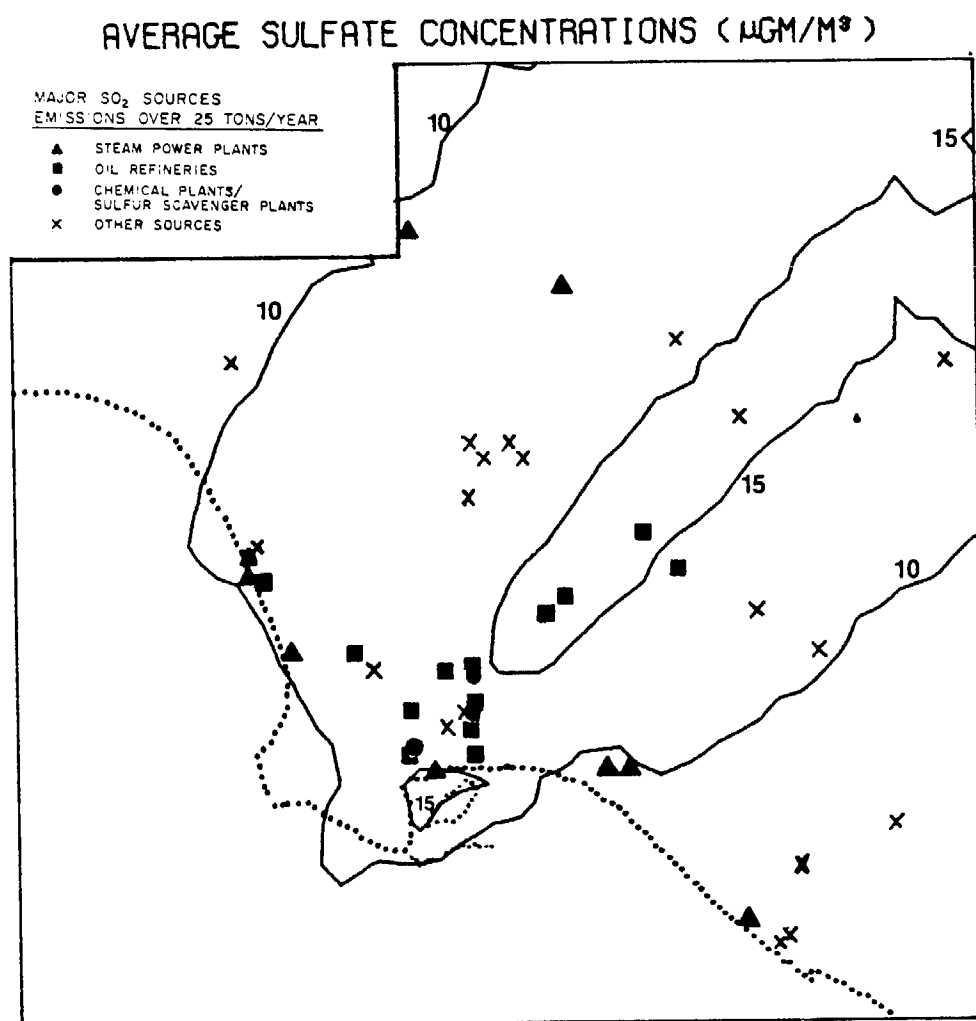 AVERAGE SULFATE CONCENTRATIONS (μGM/M³)
MAJOR SO₂ SOURCES
EMISSIONS OVER 25 TONS/YEAR
STEAM POWER PLANTS
OIL REFINERIES
CHEMICAL PLANTS/
SULFUR SCAVENGER PLANTS
OTHER SOURCES
10
15
10
15
10
15